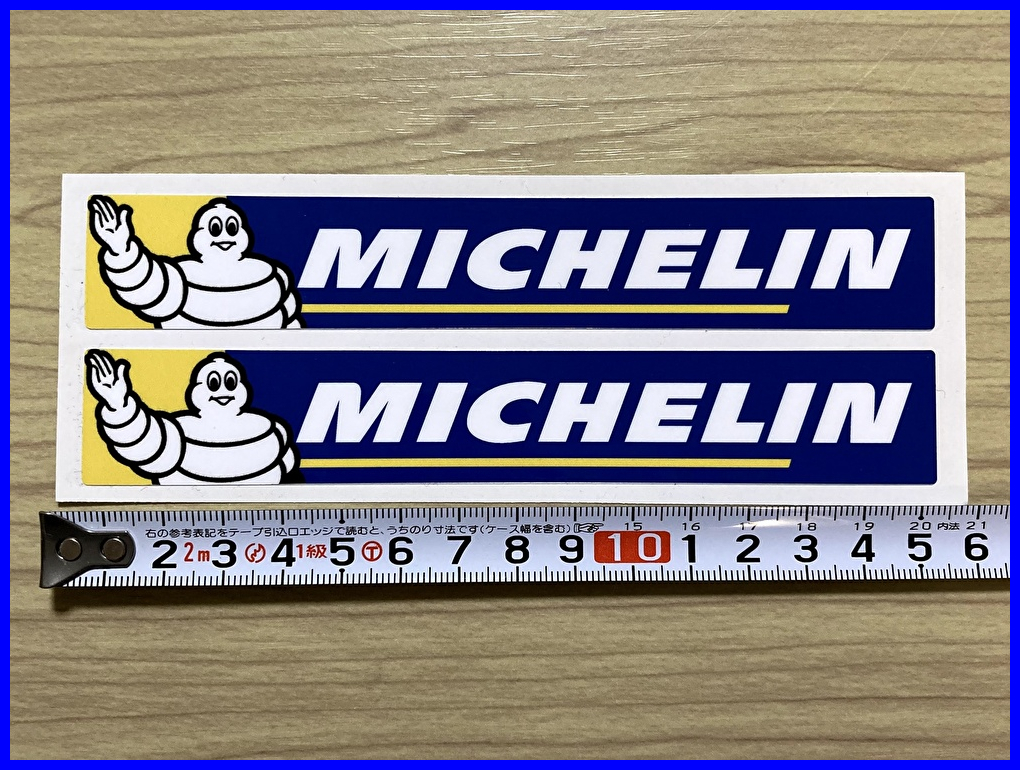 MICHELIN
MICHELIN
右の参考表記をテープ引込口エッジで読むと、うちのり寸法です(ケース幅を含む) 15 16 17 18 19 20 内法 21
2 2m 3 4 1級 5 6 7 8 9 10 1 2 3 4 5 6